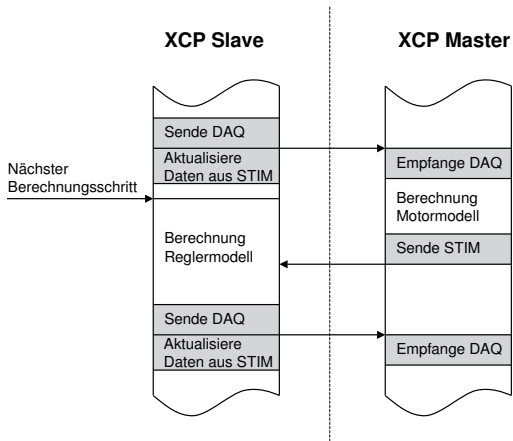 XCP Slave
XCP Master
Sende DAQ
Aktualisiere
Daten aus STIM
Empfange DAQ
Nächster
Berechnungsschritt
Berechnung
Motormodell
Berechnung
Reglermodell
Sende STIM
Sende DAQ
Aktualisiere
Daten aus STIM
Empfange DAQ